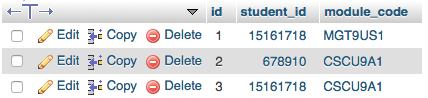 id student_id module_code
Edit Copy Delete 1 15161718 MGT9US1
Edit Copy Delete 2 678910 CSCU9A1
Edit Copy Delete 3 15161718 CSCU9A1